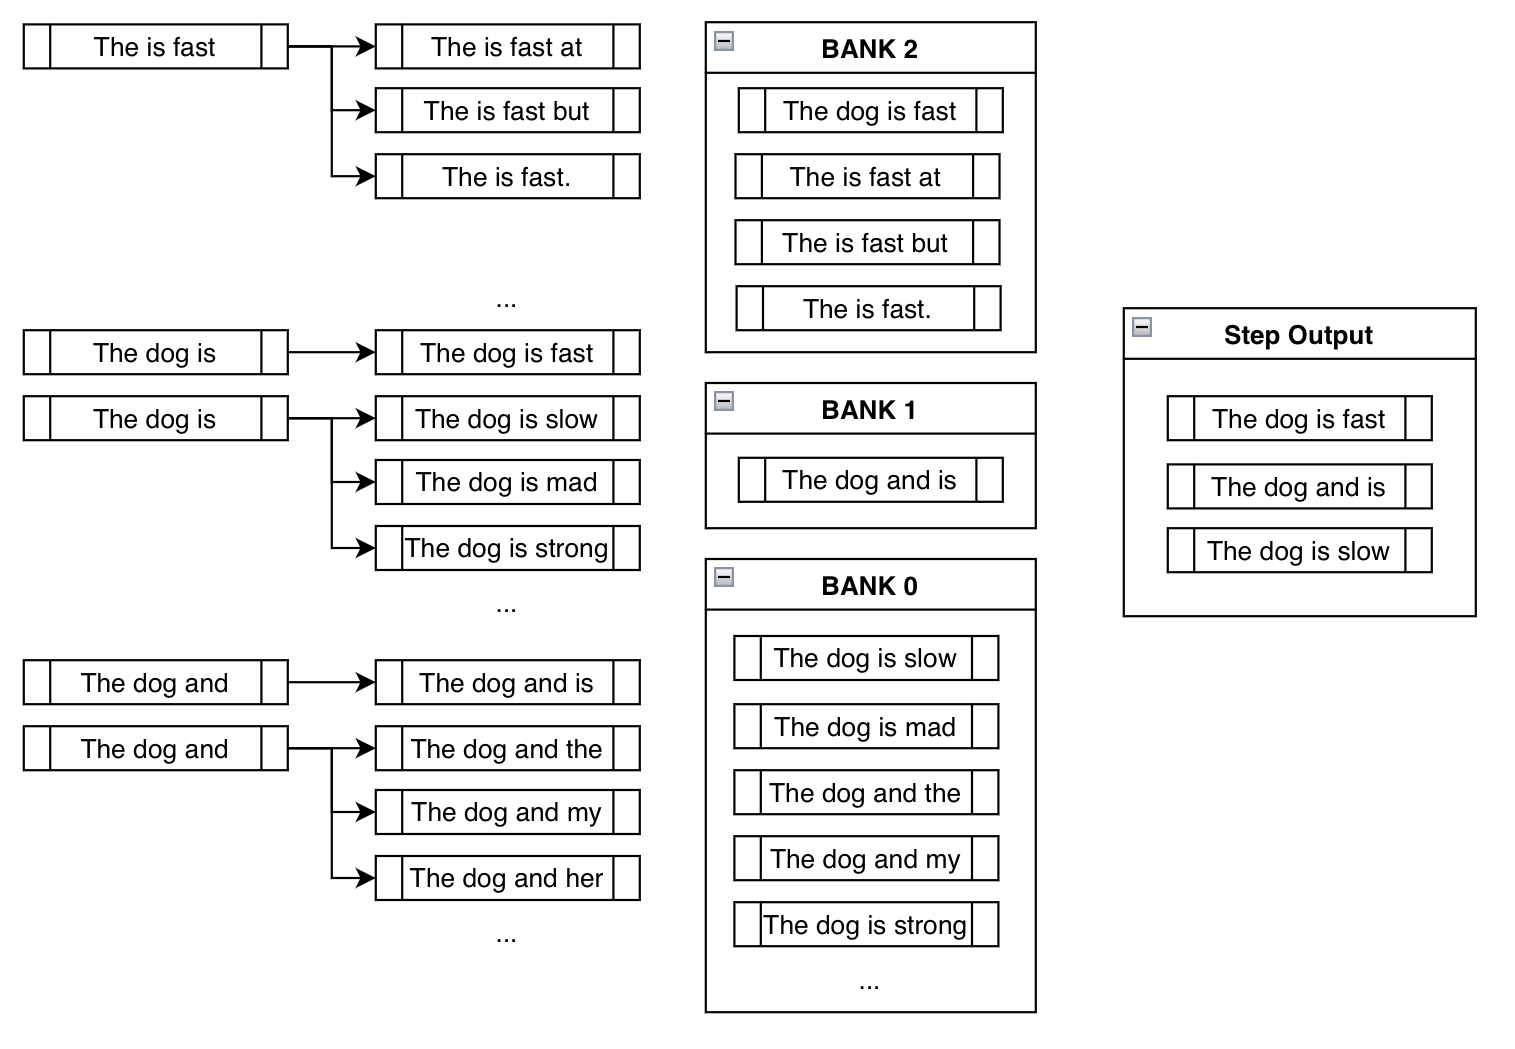 The is fast
The is fast at
The is fast but
The is fast.
...
The dog is
The dog is fast
The dog is
The dog is slow
The dog is mad
The dog is strong
...
The dog and
The dog and is
The dog and
The dog and the
The dog and my
The dog and her
...
BANK 2
The dog is fast
The is fast at
The is fast but
The is fast.
BANK 1
The dog and is
BANK 0
The dog is slow
The dog is mad
The dog and the
The dog and my
The dog is strong
...
Step Output
The dog is fast
The dog and is
The dog is slow